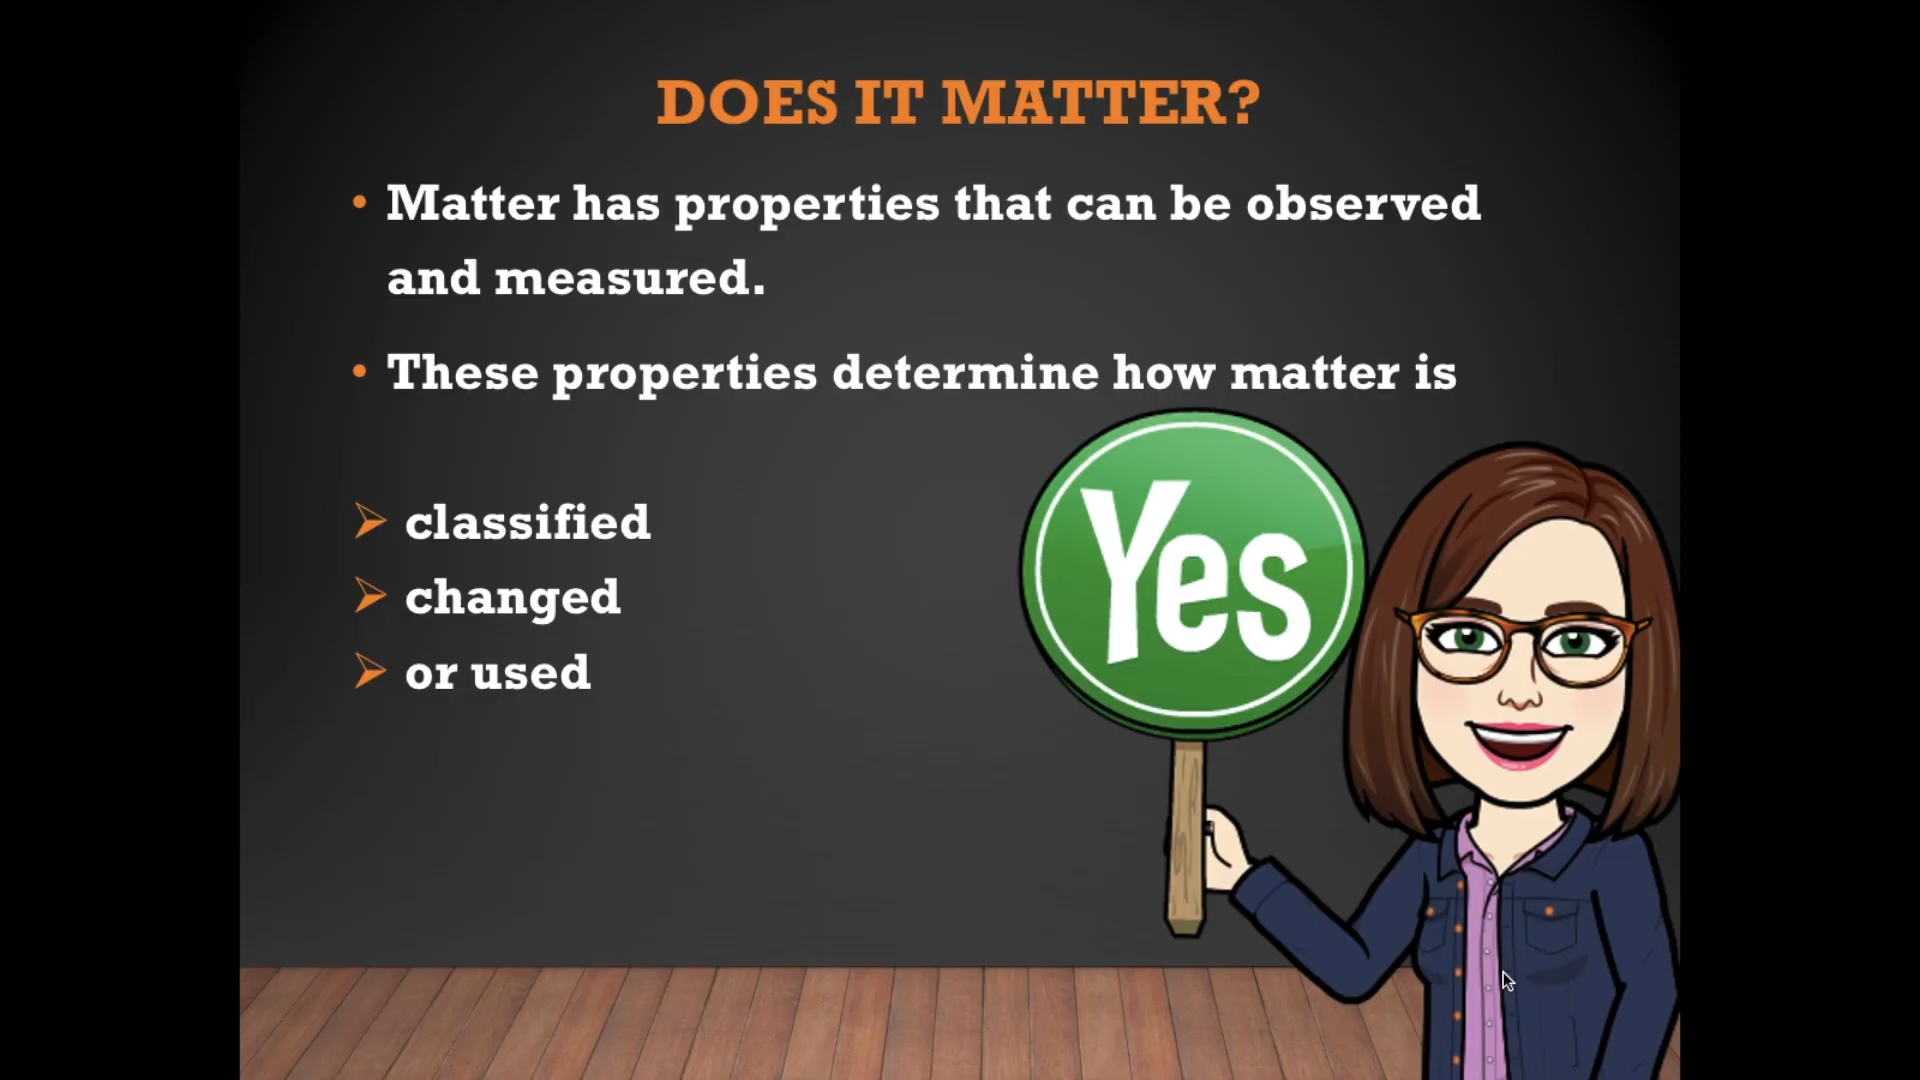 DOES IT MATTER?
• Matter has properties that can be observed
and measured.
• These properties determine how matter is
➢ classified
➢ changed
➢ or used
Yes